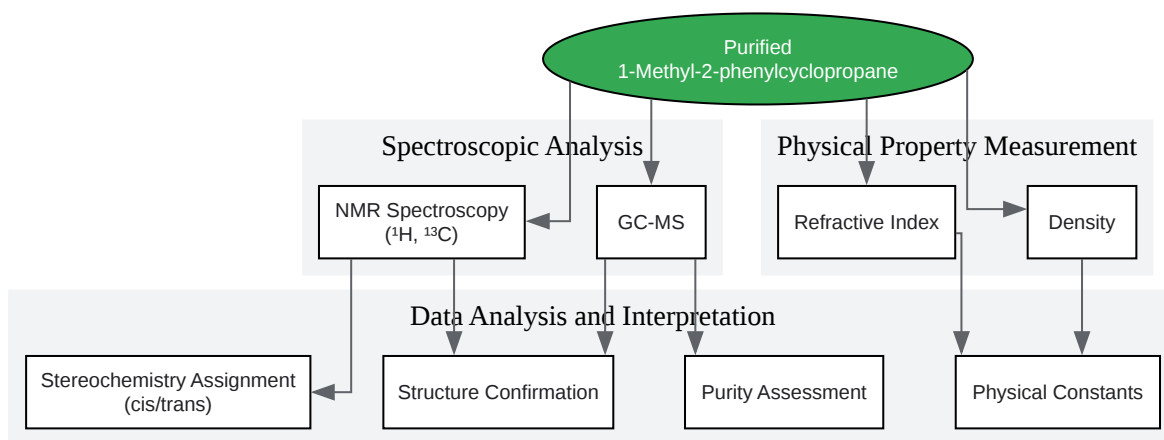 Purified
1-Methyl-2-phenylcyclopropane
Spectroscopic Analysis
Physical Property Measurement
NMR Spectroscopy
(¹H, ¹³C)
GC-MS
Refractive Index
Density
Data Analysis and Interpretation
Stereochemistry Assignment
(cis/trans)
Structure Confirmation
Purity Assessment
Physical Constants